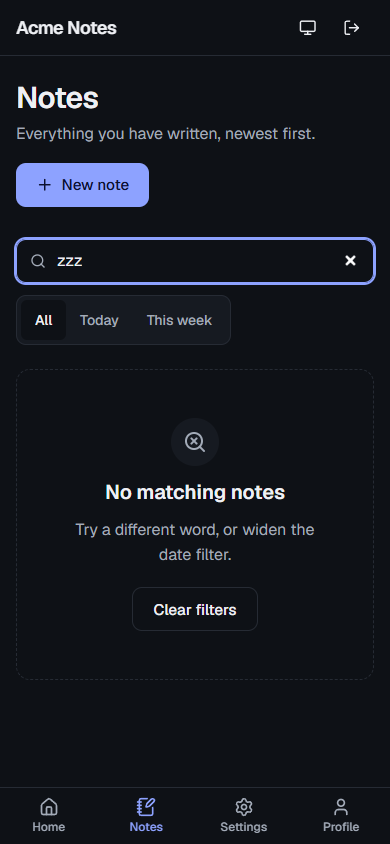 Acme Notes
Notes
Everything you have written, newest first.
New note
zzz
All Today This week
No matching notes
Try a different word, or widen the
date filter.
Clear filters
Home Notes Settings Profile